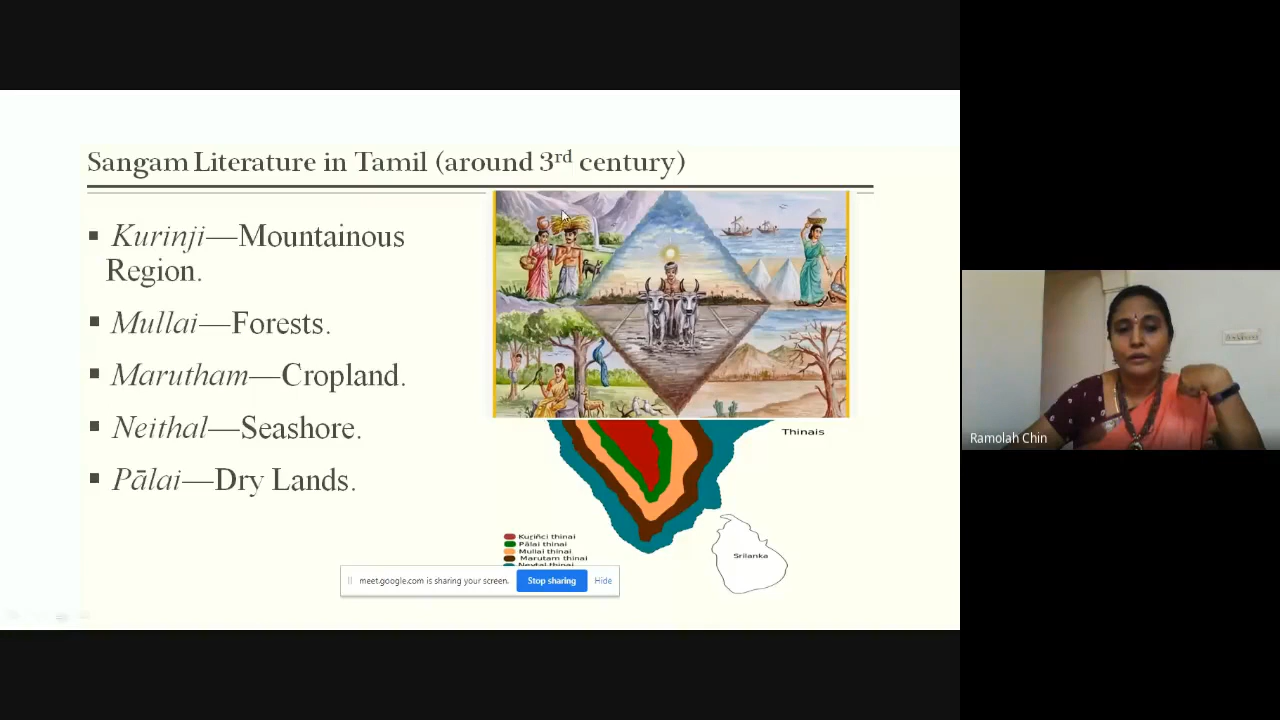 Sangam Literature in Tamil (around 3rd century)
▪ Kurinji—Mountainous
Region.
▪ Mullai—Forests.
▪ Marutham—Cropland.
▪ Neithal—Seashore.
▪ Pālai—Dry Lands.
Thinais
Kuṟiñci thinai
Pālai thinai
Mullai thinai
Marutam thinai
Neytal thinai
Srilanka
meet.google.com is sharing your screen.
Stop sharing
Hide
Ramolah Chin